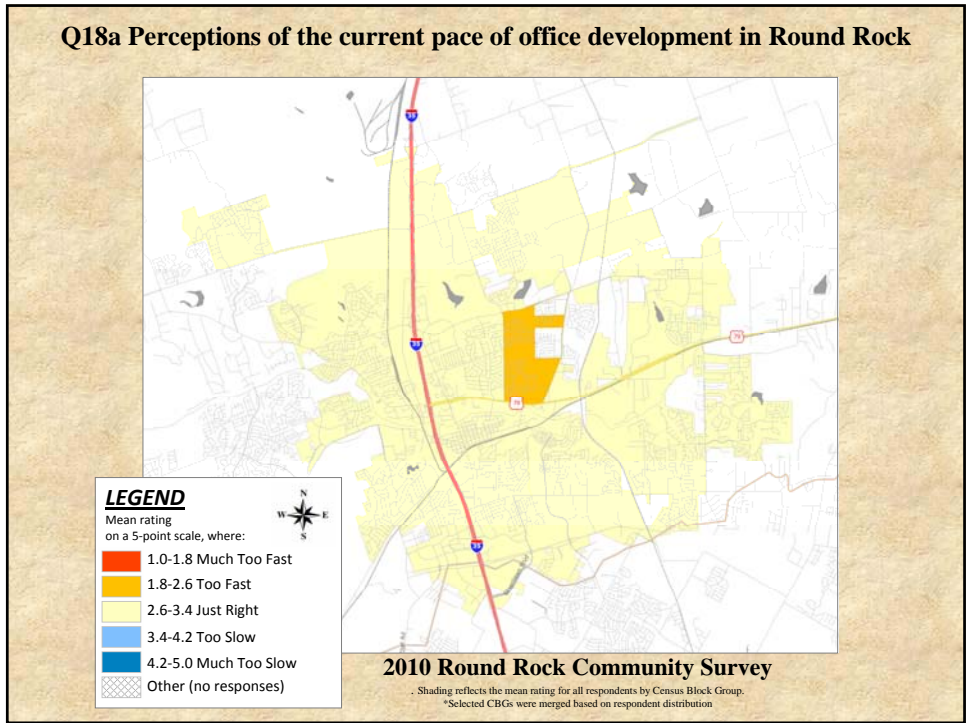 Q18a Perceptions of the current pace of office development in Round Rock
35
35
79
79
35
LEGEND
Mean rating
on a 5-point scale, where:
N
W E
S
1.0-1.8 Much Too Fast
1.8-2.6 Too Fast
2.6-3.4 Just Right
3.4-4.2 Too Slow
4.2-5.0 Much Too Slow
Other (no responses)
2010 Round Rock Community Survey
. Shading reflects the mean rating for all respondents by Census Block Group.
*Selected CBGs were merged based on respondent distribution